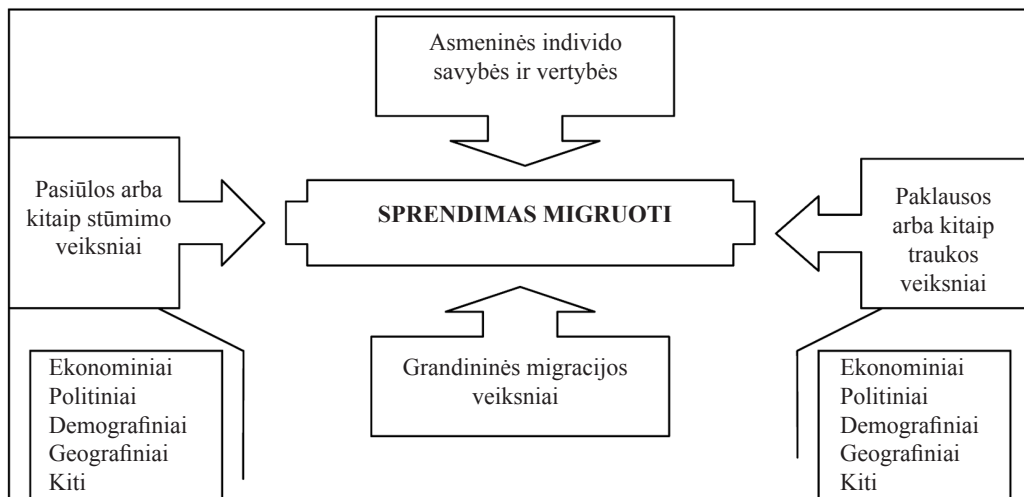 Asmeninės individo
savybės ir vertybės
Pasiūlos arba
kitaip stūmimo
veiksniai
SPRENDIMAS MIGRUOTI
Paklausos
arba kitaip
traukos
veiksniai
Grandininės migracijos
veiksniai
Ekonominiai
Politiniai
Demografiniai
Geografiniai
Kiti
Ekonominiai
Politiniai
Demografiniai
Geografiniai
Kiti